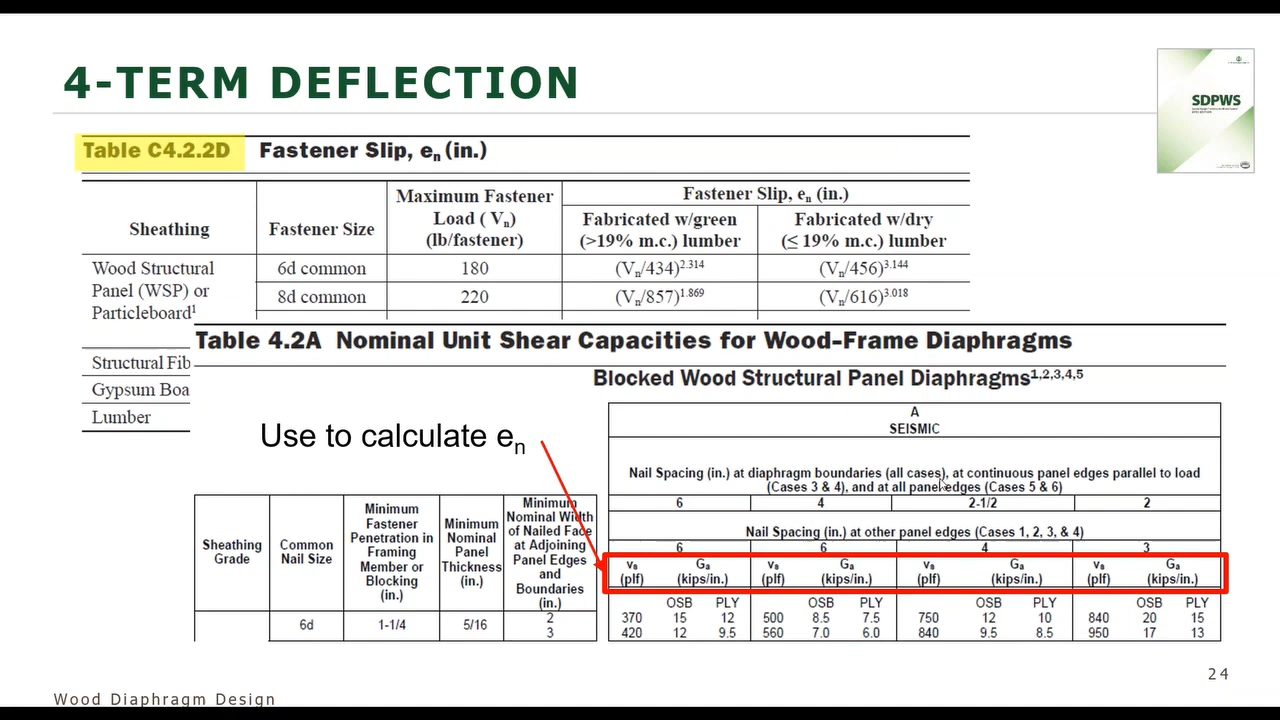 4-TERM DEFLECTION
SDPWS
Table C4.2.2D Fastener Slip, en (in.)
Sheathing
Fastener Size
Maximum Fastener
Load ( Vn)
(lb/fastener)
Fastener Slip, en (in.)
Fabricated w/green
(>19% m.c.) lumber
Fabricated w/dry
(≤ 19% m.c.) lumber
Wood Structural
Panel (WSP) or
Particleboard1
6d common 180 (Vn/434)2.314 (Vn/456)3.144
8d common 220 (Vn/857)1.869 (Vn/616)3.018
Structural Fib
Gypsum Boa
Lumber
Table 4.2A Nominal Unit Shear Capacities for Wood-Frame Diaphragms
Blocked Wood Structural Panel Diaphragms1,2,3,4,5
Use to calculate en
A
SEISMIC
Nail Spacing (in.) at diaphragm boundaries (all cases), at continuous panel edges parallel to load
(Cases 3 & 4), and at all panel edges (Cases 5 & 6)
6 4 2-1/2 2
Nail Spacing (in.) at other panel edges (Cases 1, 2, 3, & 4)
6 6 4 3
Sheathing
Grade
Common
Nail Size
Minimum
Fastener
Penetration in
Framing
Member or
Blocking
(in.)
Minimum
Nominal
Panel
Thickness
(in.)
Minimum
Nominal Width
of Nailed Face
at Adjoining
Panel Edges
and
Boundaries
(in.)
vs Ga vs Ga vs Ga vs Ga
(plf) (kips/in.) (plf) (kips/in.) (plf) (kips/in.) (plf) (kips/in.)
OSB PLY OSB PLY OSB PLY OSB PLY
6d 1-1/4 5/16
2 370 15 12 500 8.5 7.5 750 12 10 840 20 15
3 420 12 9.5 560 7.0 6.0 840 9.5 8.5 950 17 13
24
Wood Diaphragm Design